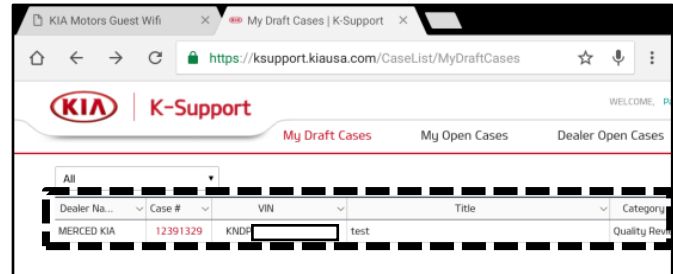 KIA Motors Guest Wifi
My Draft Cases | K-Support
https://ksupport.kiausa.com/CaseList/MyDraftCases
KIA K-Support
WELCOME,
My Draft Cases My Open Cases Dealer Open Cases
All
Dealer Na... Case # VIN Title Category
MERCED KIA 12391329 KNDP test Quality